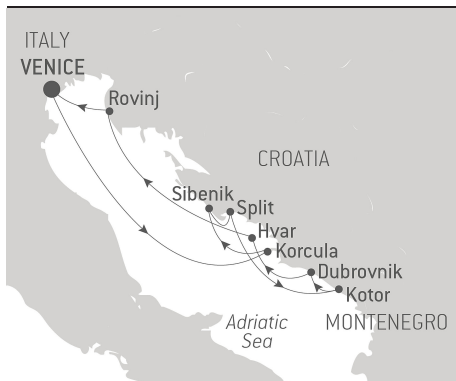 ITALY
VENICE
Rovinj
CROATIA
Sibenik
Split
Hvar
Korcula
Dubrovnik
Kotor
Adriatic
Sea
MONTENEGRO